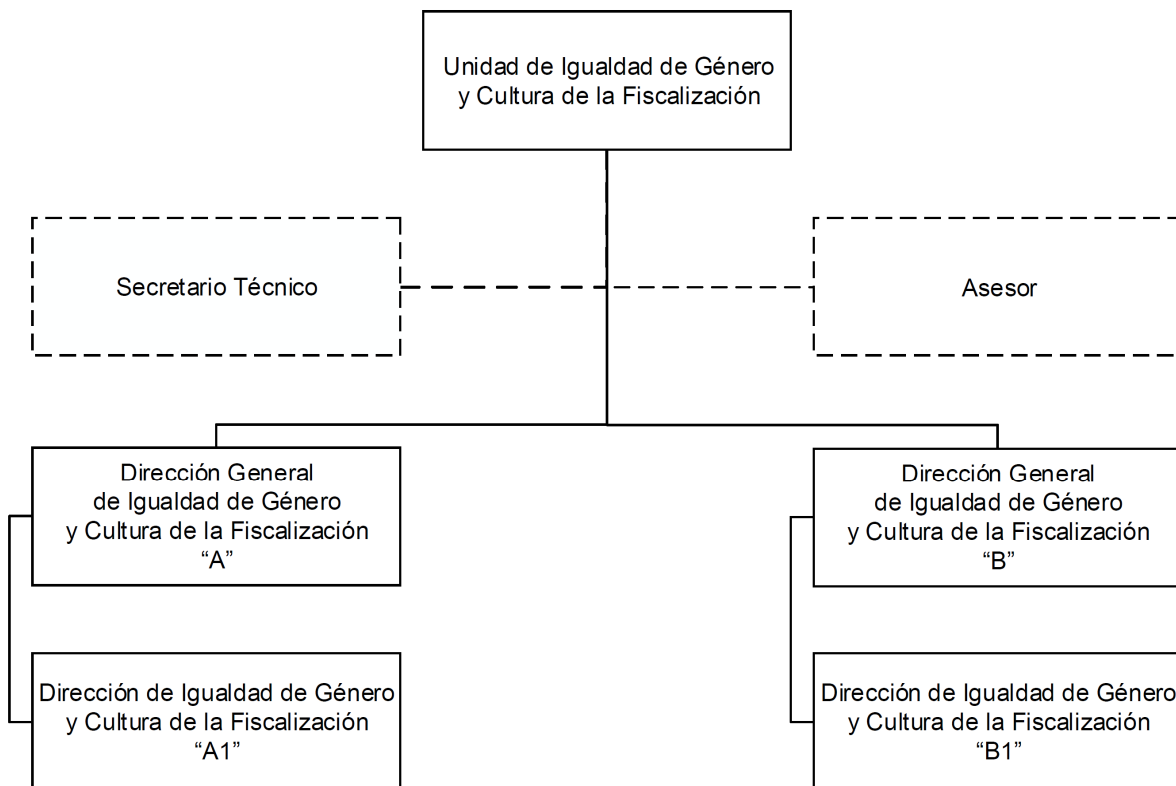 Unidad de Igualdad de Género
y Cultura de la Fiscalización
Secretario Técnico
Asesor
Dirección General
de Igualdad de Género
y Cultura de la Fiscalización
“A”
Dirección General
de Igualdad de Género
y Cultura de la Fiscalización
“B”
Dirección de Igualdad de Género
y Cultura de la Fiscalización
“A1”
Dirección de Igualdad de Género
y Cultura de la Fiscalización
“B1”